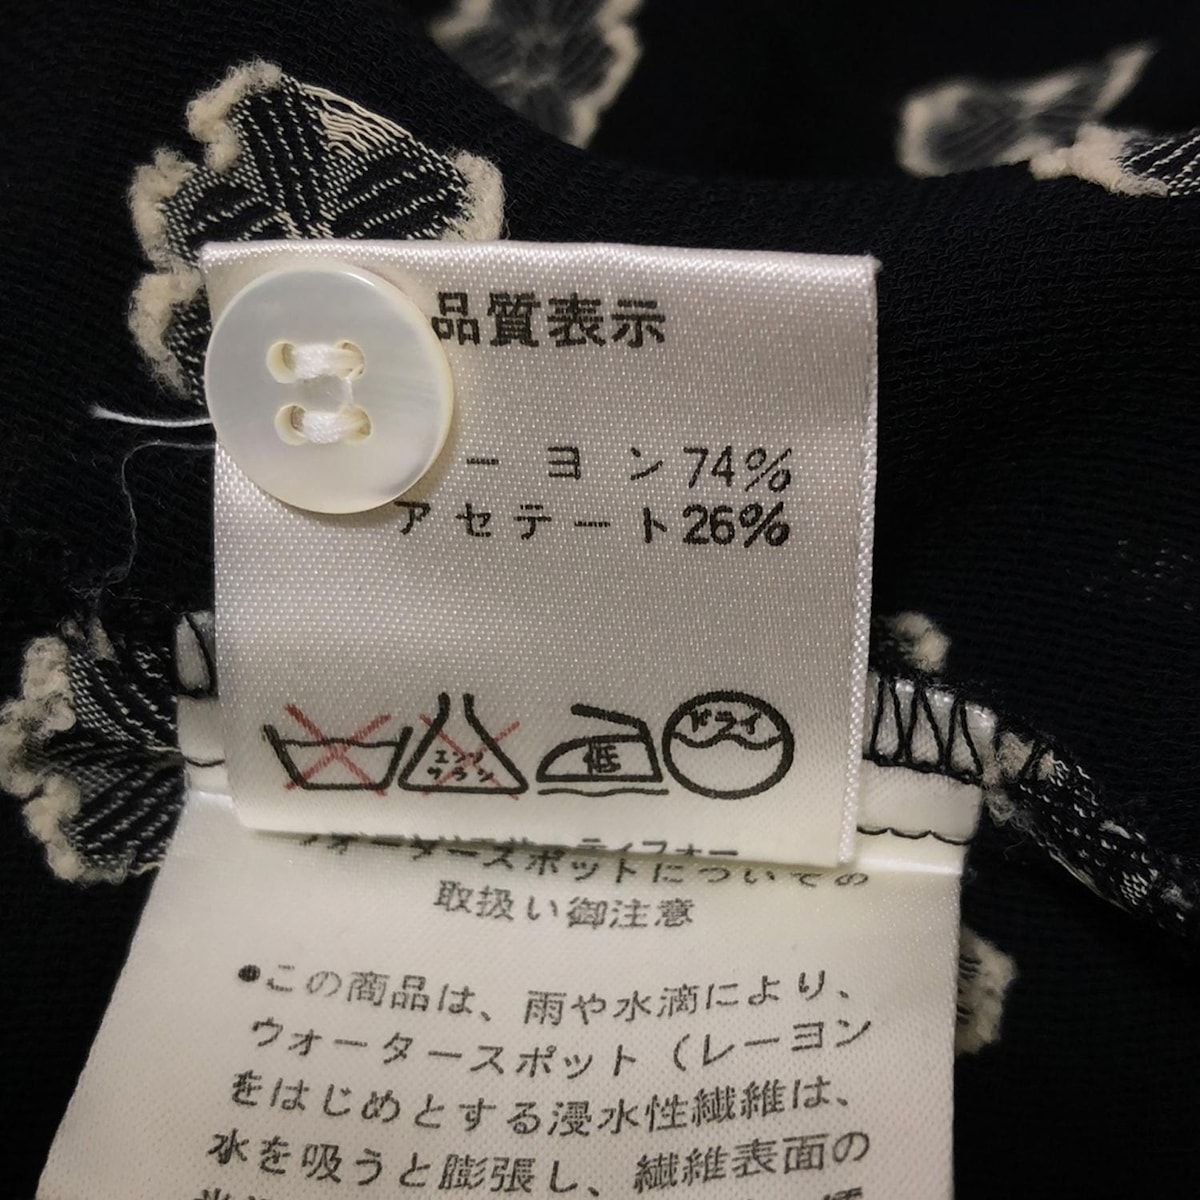 品質表示
ーヨン74%
アセテート26%
エンソ
サラシ
低
ドライ
ウォータースポットについての
取扱い御注意
●この商品は、雨や水滴により、
ウォータースポット（レーヨン
をはじめとする浸水性繊維は、
水を吸うと膨張し、繊維表面の